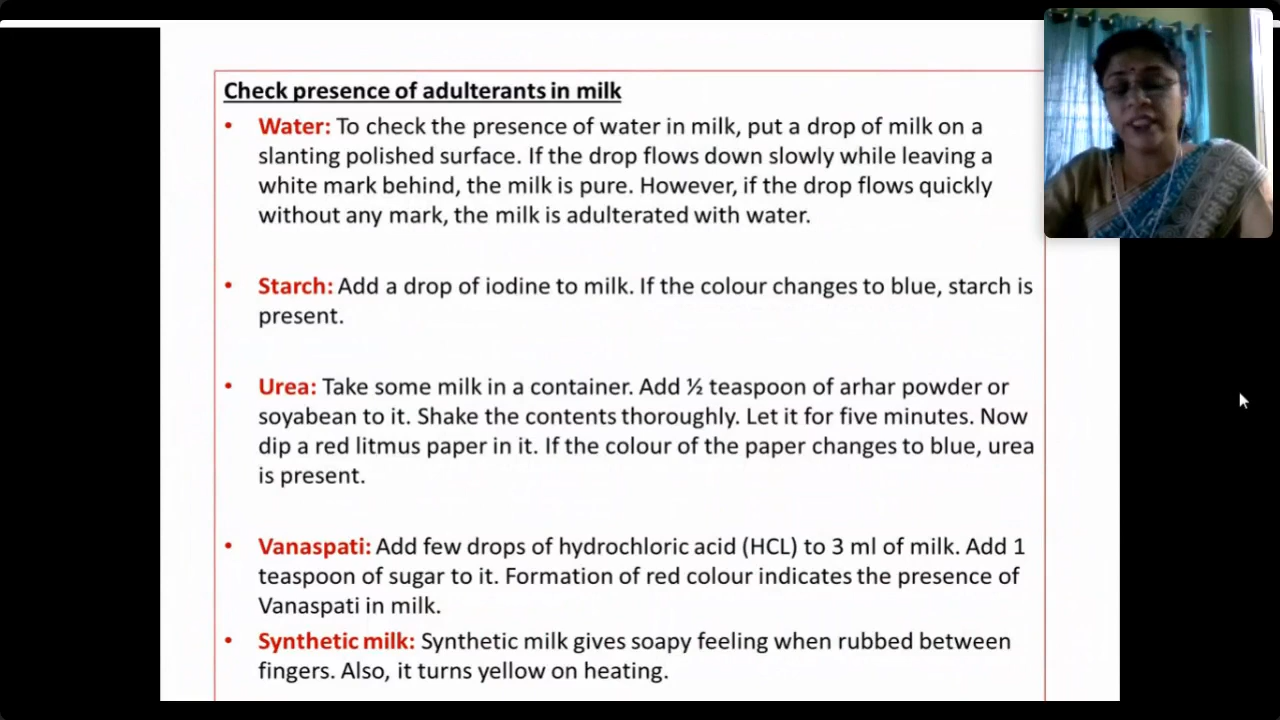 Check presence of adulterants in milk
• Water: To check the presence of water in milk, put a drop of milk on a
slanting polished surface. If the drop flows down slowly while leaving a
white mark behind, the milk is pure. However, if the drop flows quickly
without any mark, the milk is adulterated with water.
• Starch: Add a drop of iodine to milk. If the colour changes to blue, starch is
present.
• Urea: Take some milk in a container. Add ½ teaspoon of arhar powder or
soyabean to it. Shake the contents thoroughly. Let it for five minutes. Now
dip a red litmus paper in it. If the colour of the paper changes to blue, urea
is present.
• Vanaspati: Add few drops of hydrochloric acid (HCL) to 3 ml of milk. Add 1
teaspoon of sugar to it. Formation of red colour indicates the presence of
Vanaspati in milk.
• Synthetic milk: Synthetic milk gives soapy feeling when rubbed between
fingers. Also, it turns yellow on heating.